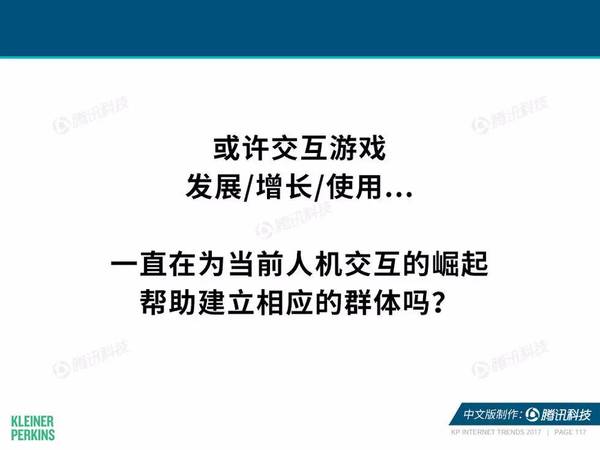 腾讯科技
腾讯科技
或许交互游戏
发展/增长/使用...
腾讯科技
一直在为当前人机交互的崛起
帮助建立相应的群体吗？
腾讯科技
腾讯科技
中文版制作：腾讯科技
KLEINER
PERKINS
KP INTERNET TRENDS 2017 | PAGE 117